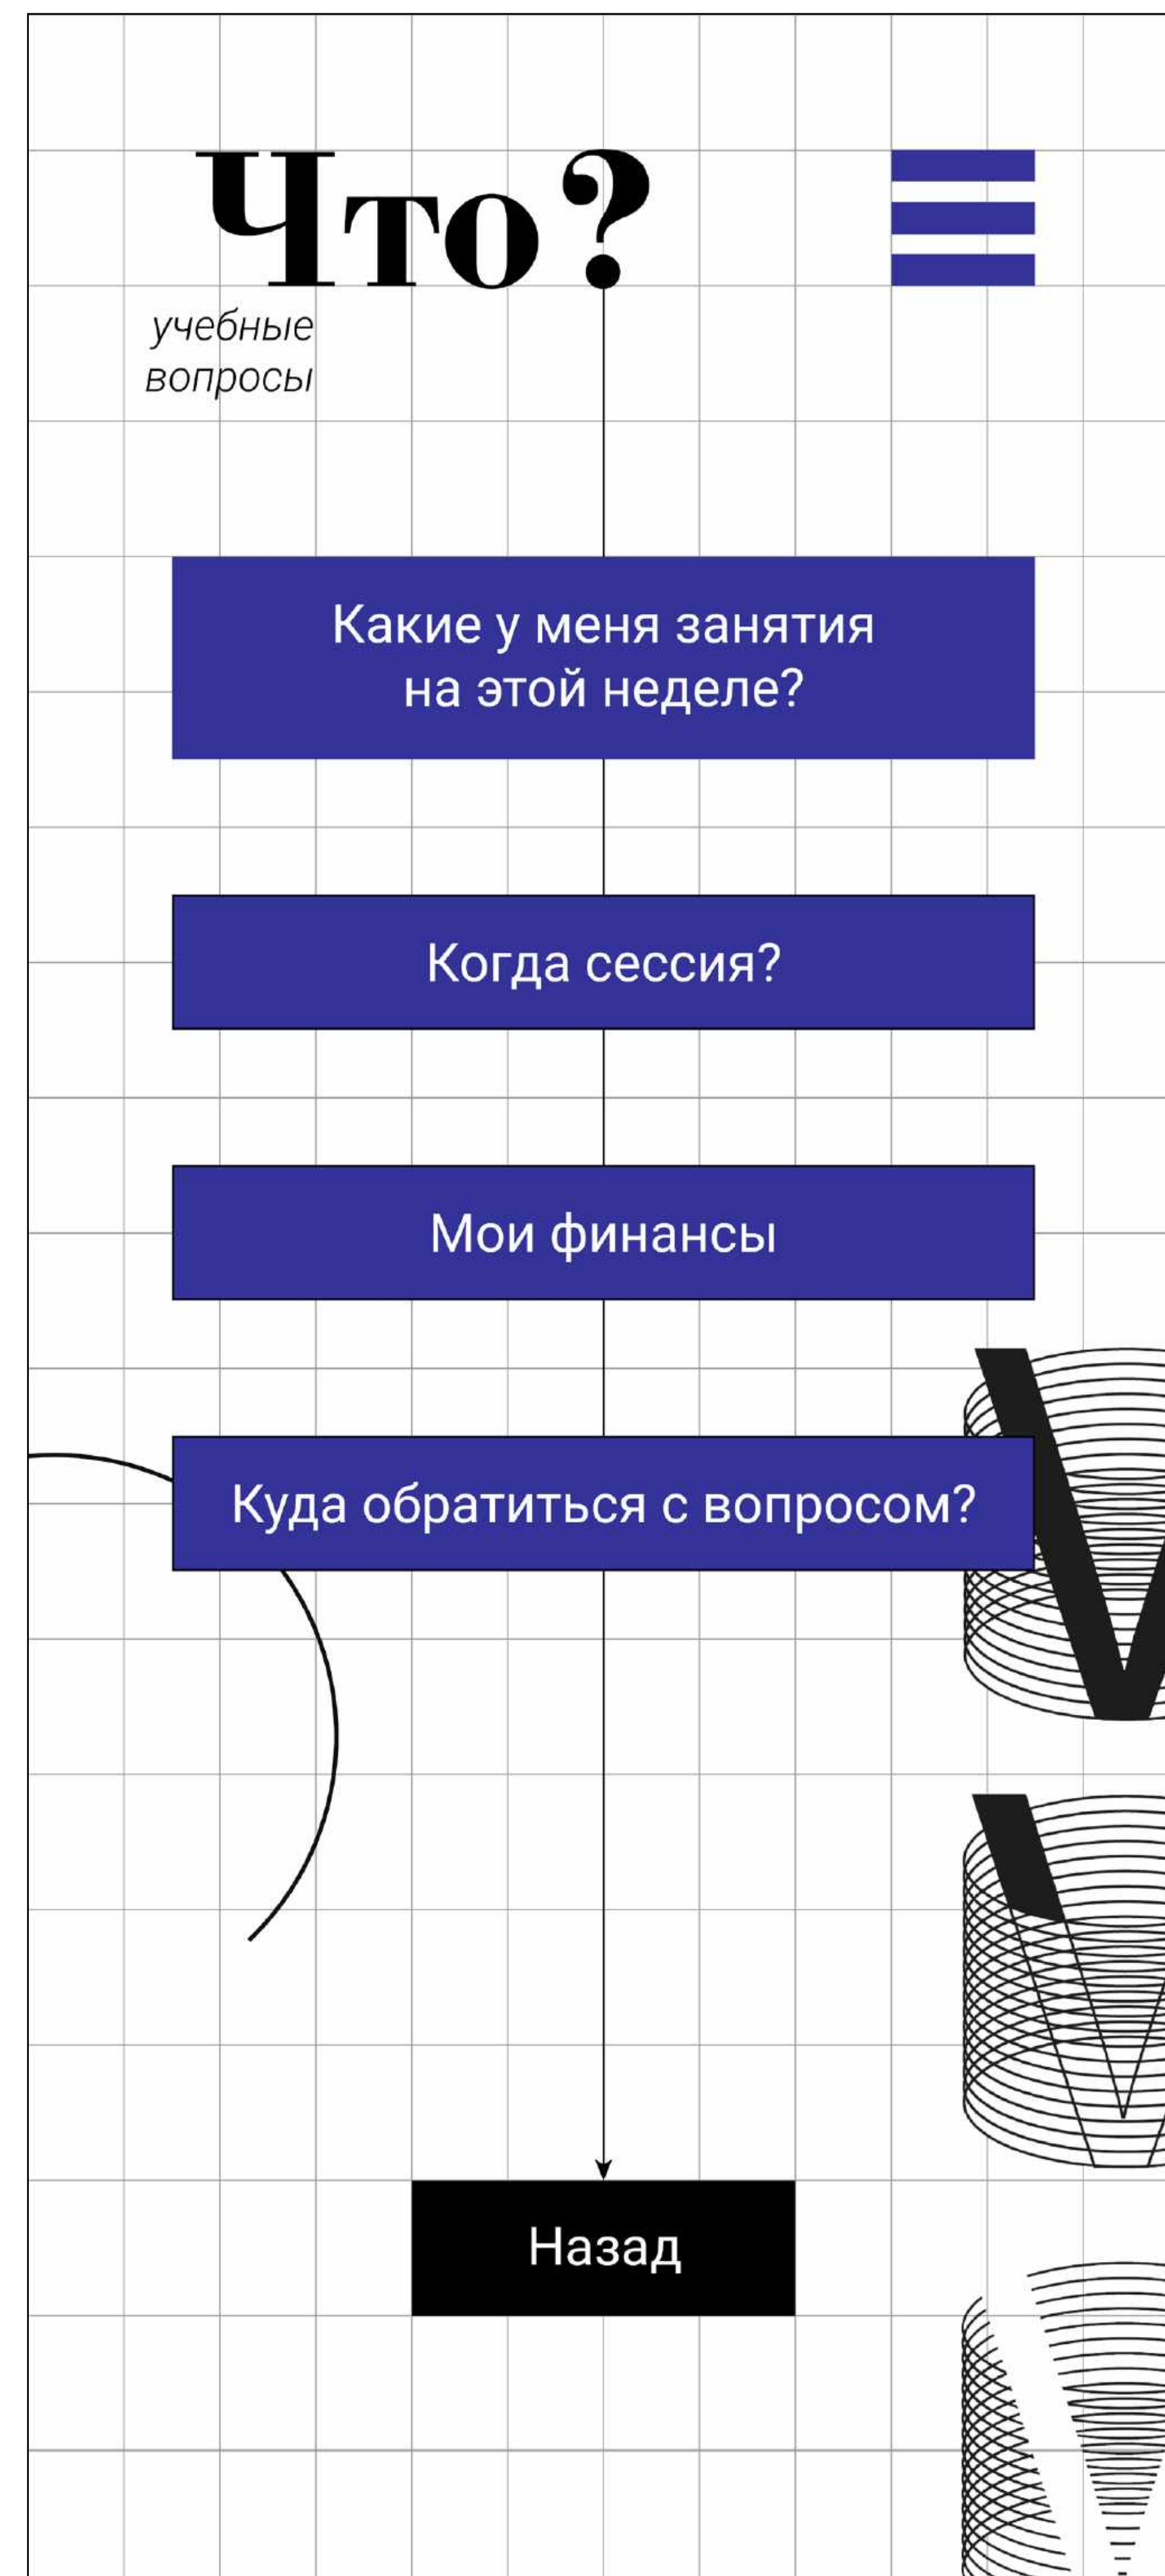 Что?
учебные
вопросы
Какие у меня занятия
на этой неделе?
Когда сессия?
Мои финансы
Куда обратиться с вопросом?
Назад